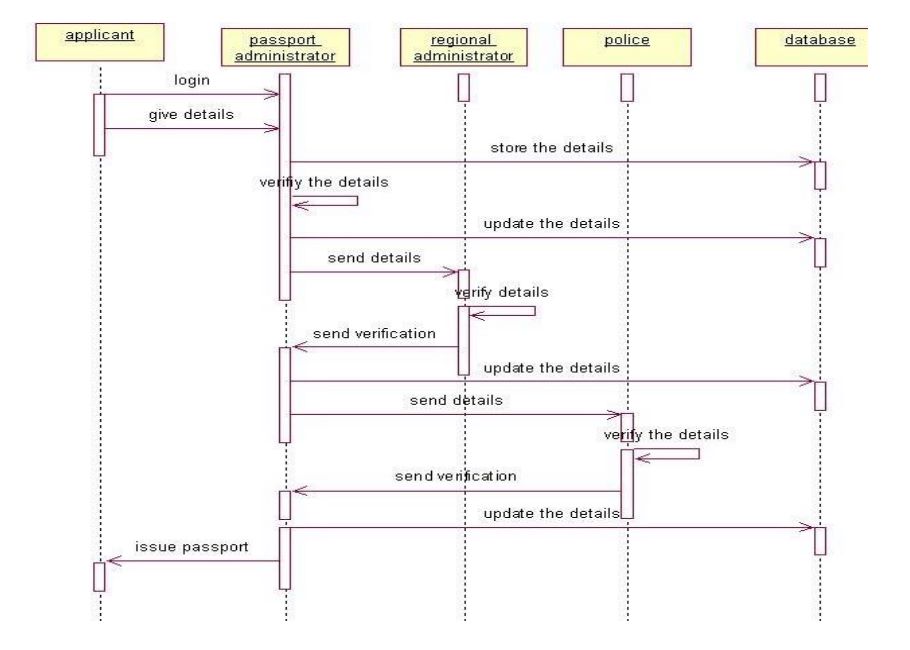 applicant
passport
administrator
regional
administrator
police
database
login
give details
store the details
verifiy the details
update the details
send details
verify details
send verification
update the details
send details
verify the details
send verification
update the details
issue passport